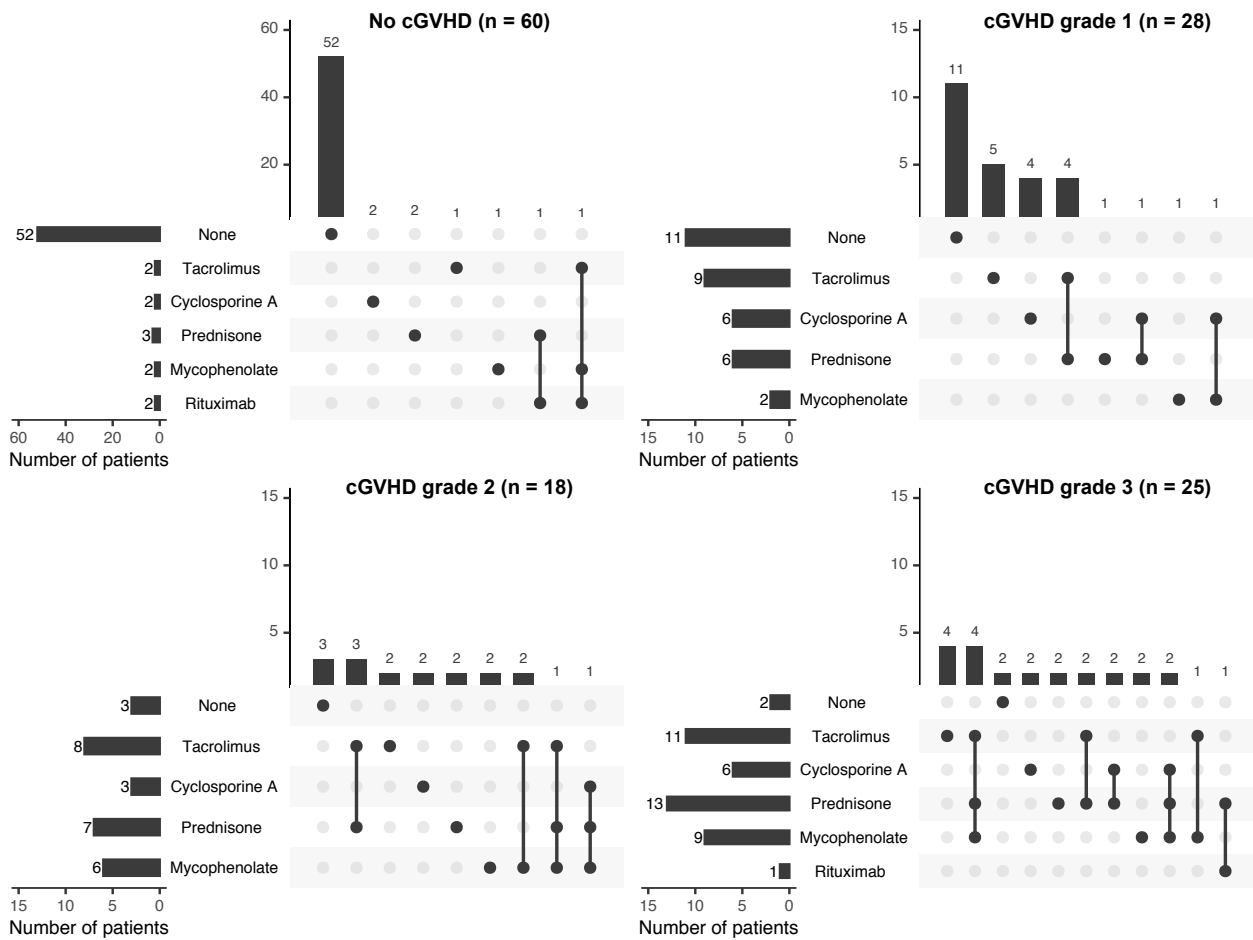 No cGVHD (n = 60)
60
40
20
52
2
2
1
1
1
1
52
None
2
Tacrolimus
2
Cyclosporine A
3
Prednisone
2
Mycophenolate
2
Rituximab
60 40 20 0
Number of patients
cGVHD grade 1 (n = 28)
15
10
5
11
5
4
4
1
1
1
1
11
None
9
Tacrolimus
6
Cyclosporine A
6
Prednisone
2
Mycophenolate
15 10 5 0
Number of patients
cGVHD grade 2 (n = 18)
15
10
5
3
3
2
2
2
2
2
1
1
3
None
8
Tacrolimus
3
Cyclosporine A
7
Prednisone
6
Mycophenolate
15 10 5 0
Number of patients
cGVHD grade 3 (n = 25)
15
10
5
4
4
2
2
2
2
2
2
2
1
1
2
None
11
Tacrolimus
6
Cyclosporine A
13
Prednisone
9
Mycophenolate
1
Rituximab
15 10 5 0
Number of patients